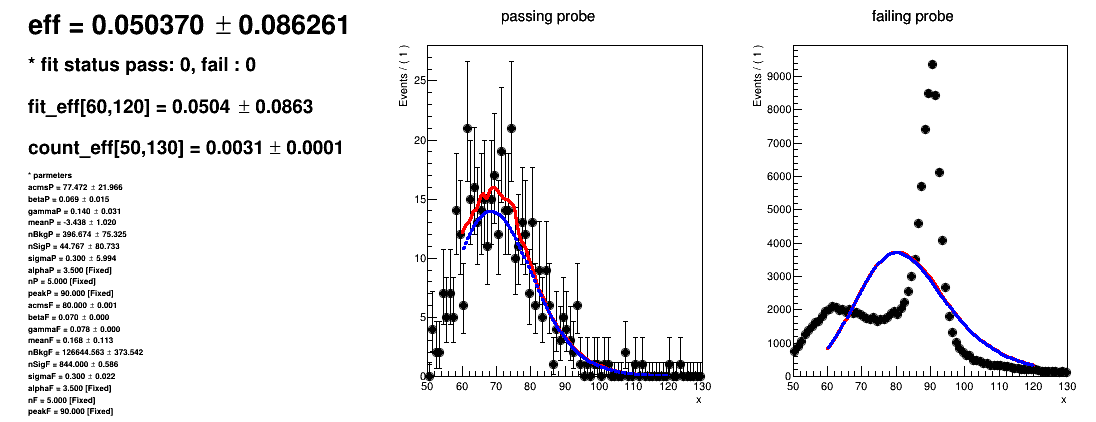 eff = 0.050370 ± 0.086261
* fit status pass: 0, fail : 0
fit_eff[60,120] = 0.0504 ± 0.0863
count_eff[50,130] = 0.0031 ± 0.0001
* parmeters
acmsP = 77.472 ± 21.966
betaP = 0.069 ± 0.015
gammaP = 0.140 ± 0.031
meanP = -3.438 ± 1.020
nBkgP = 396.674 ± 75.325
nSigP = 44.767 ± 80.733
sigmaP = 0.300 ± 5.994
alphaP = 3.500 [Fixed]
nP = 5.000 [Fixed]
peakP = 90.000 [Fixed]
acmsF = 80.000 ± 0.001
betaF = 0.070 ± 0.000
gammaF = 0.078 ± 0.000
meanF = 0.168 ± 0.113
nBkgF = 126644.563 ± 373.542
nSigF = 844.000 ± 0.586
sigmaF = 0.300 ± 0.022
alphaF = 3.500 [Fixed]
nF = 5.000 [Fixed]
peakF = 90.000 [Fixed]
passing probe
Events / ( 1 )
25
20
15
10
5
0
50 60 70 80 90 100 110 120 130
x
failing probe
Events / ( 1 )
9000
8000
7000
6000
5000
4000
3000
2000
1000
0
50 60 70 80 90 100 110 120 130
x